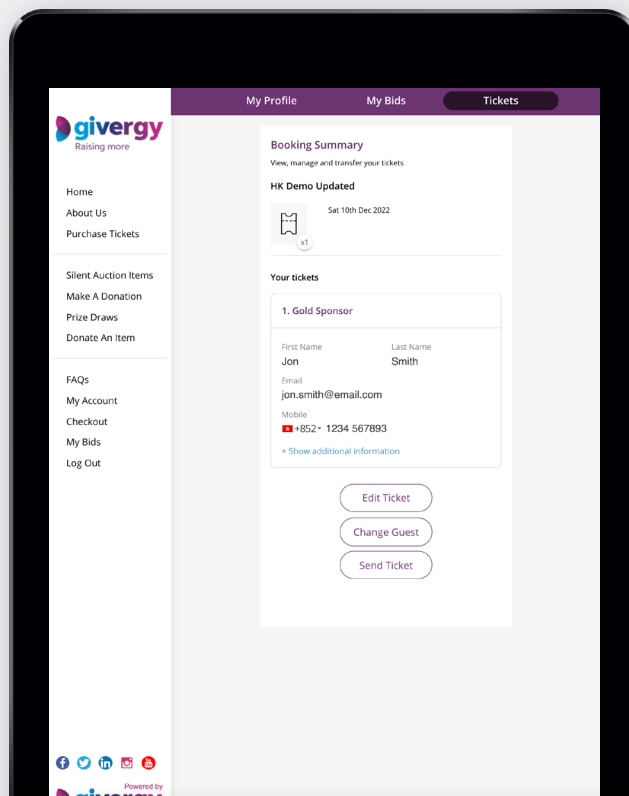 givergy
Raising more
Home
About Us
Purchase Tickets
Silent Auction Items
Make A Donation
Prize Draws
Donate An Item
FAQs
My Account
Checkout
My Bids
Log Out
Powered by
givergy
My Profile
My Bids
Tickets
Booking Summary
View, manage and transfer your tickets
HK Demo Updated
Sat 10th Dec 2022
x1
Your tickets
1. Gold Sponsor
First Name Last Name
Jon Smith
Email
jon.smith@email.com
Mobile
+852 1234 567893
+ Show additional information
Edit Ticket
Change Guest
Send Ticket